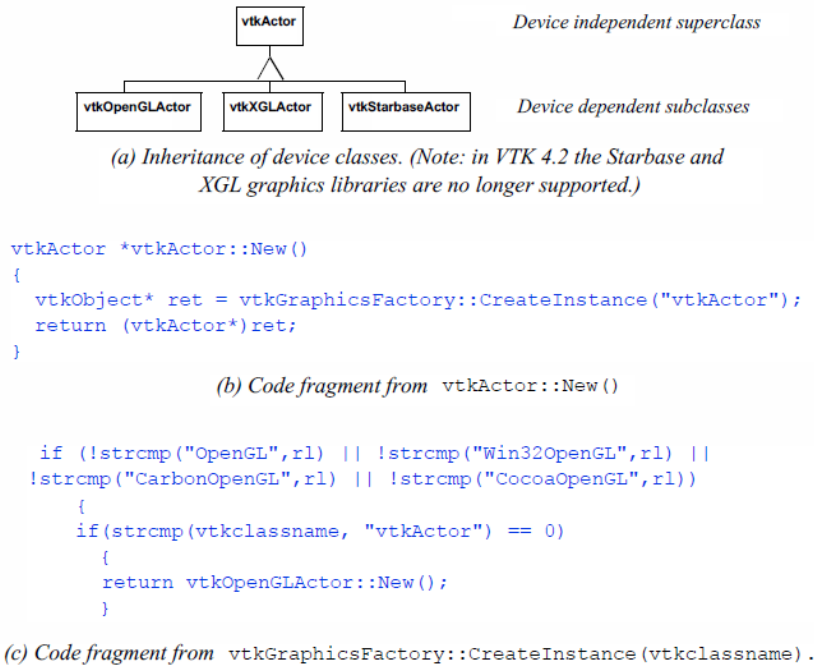 vtkActor
Device independent superclass
vtkOpenGLActor vtkXGLActor vtkStarbaseActor
Device dependent subclasses
(a) Inheritance of device classes. (Note: in VTK 4.2 the Starbase and
XGL graphics libraries are no longer supported.)
vtkActor *vtkActor::New()
{
vtkObject* ret = vtkGraphicsFactory::CreateInstance("vtkActor");
return (vtkActor*)ret;
}
(b) Code fragment from vtkActor::New()
if (!strcmp("OpenGL",rl) || !strcmp("Win32OpenGL",rl) ||
!strcmp("CarbonOpenGL",rl) || !strcmp("CocoaOpenGL",rl))
{
if(strcmp(vtkclassname, "vtkActor") == 0)
{
return vtkOpenGLActor::New();
}
(c) Code fragment from vtkGraphicsFactory::CreateInstance(vtkclassname).